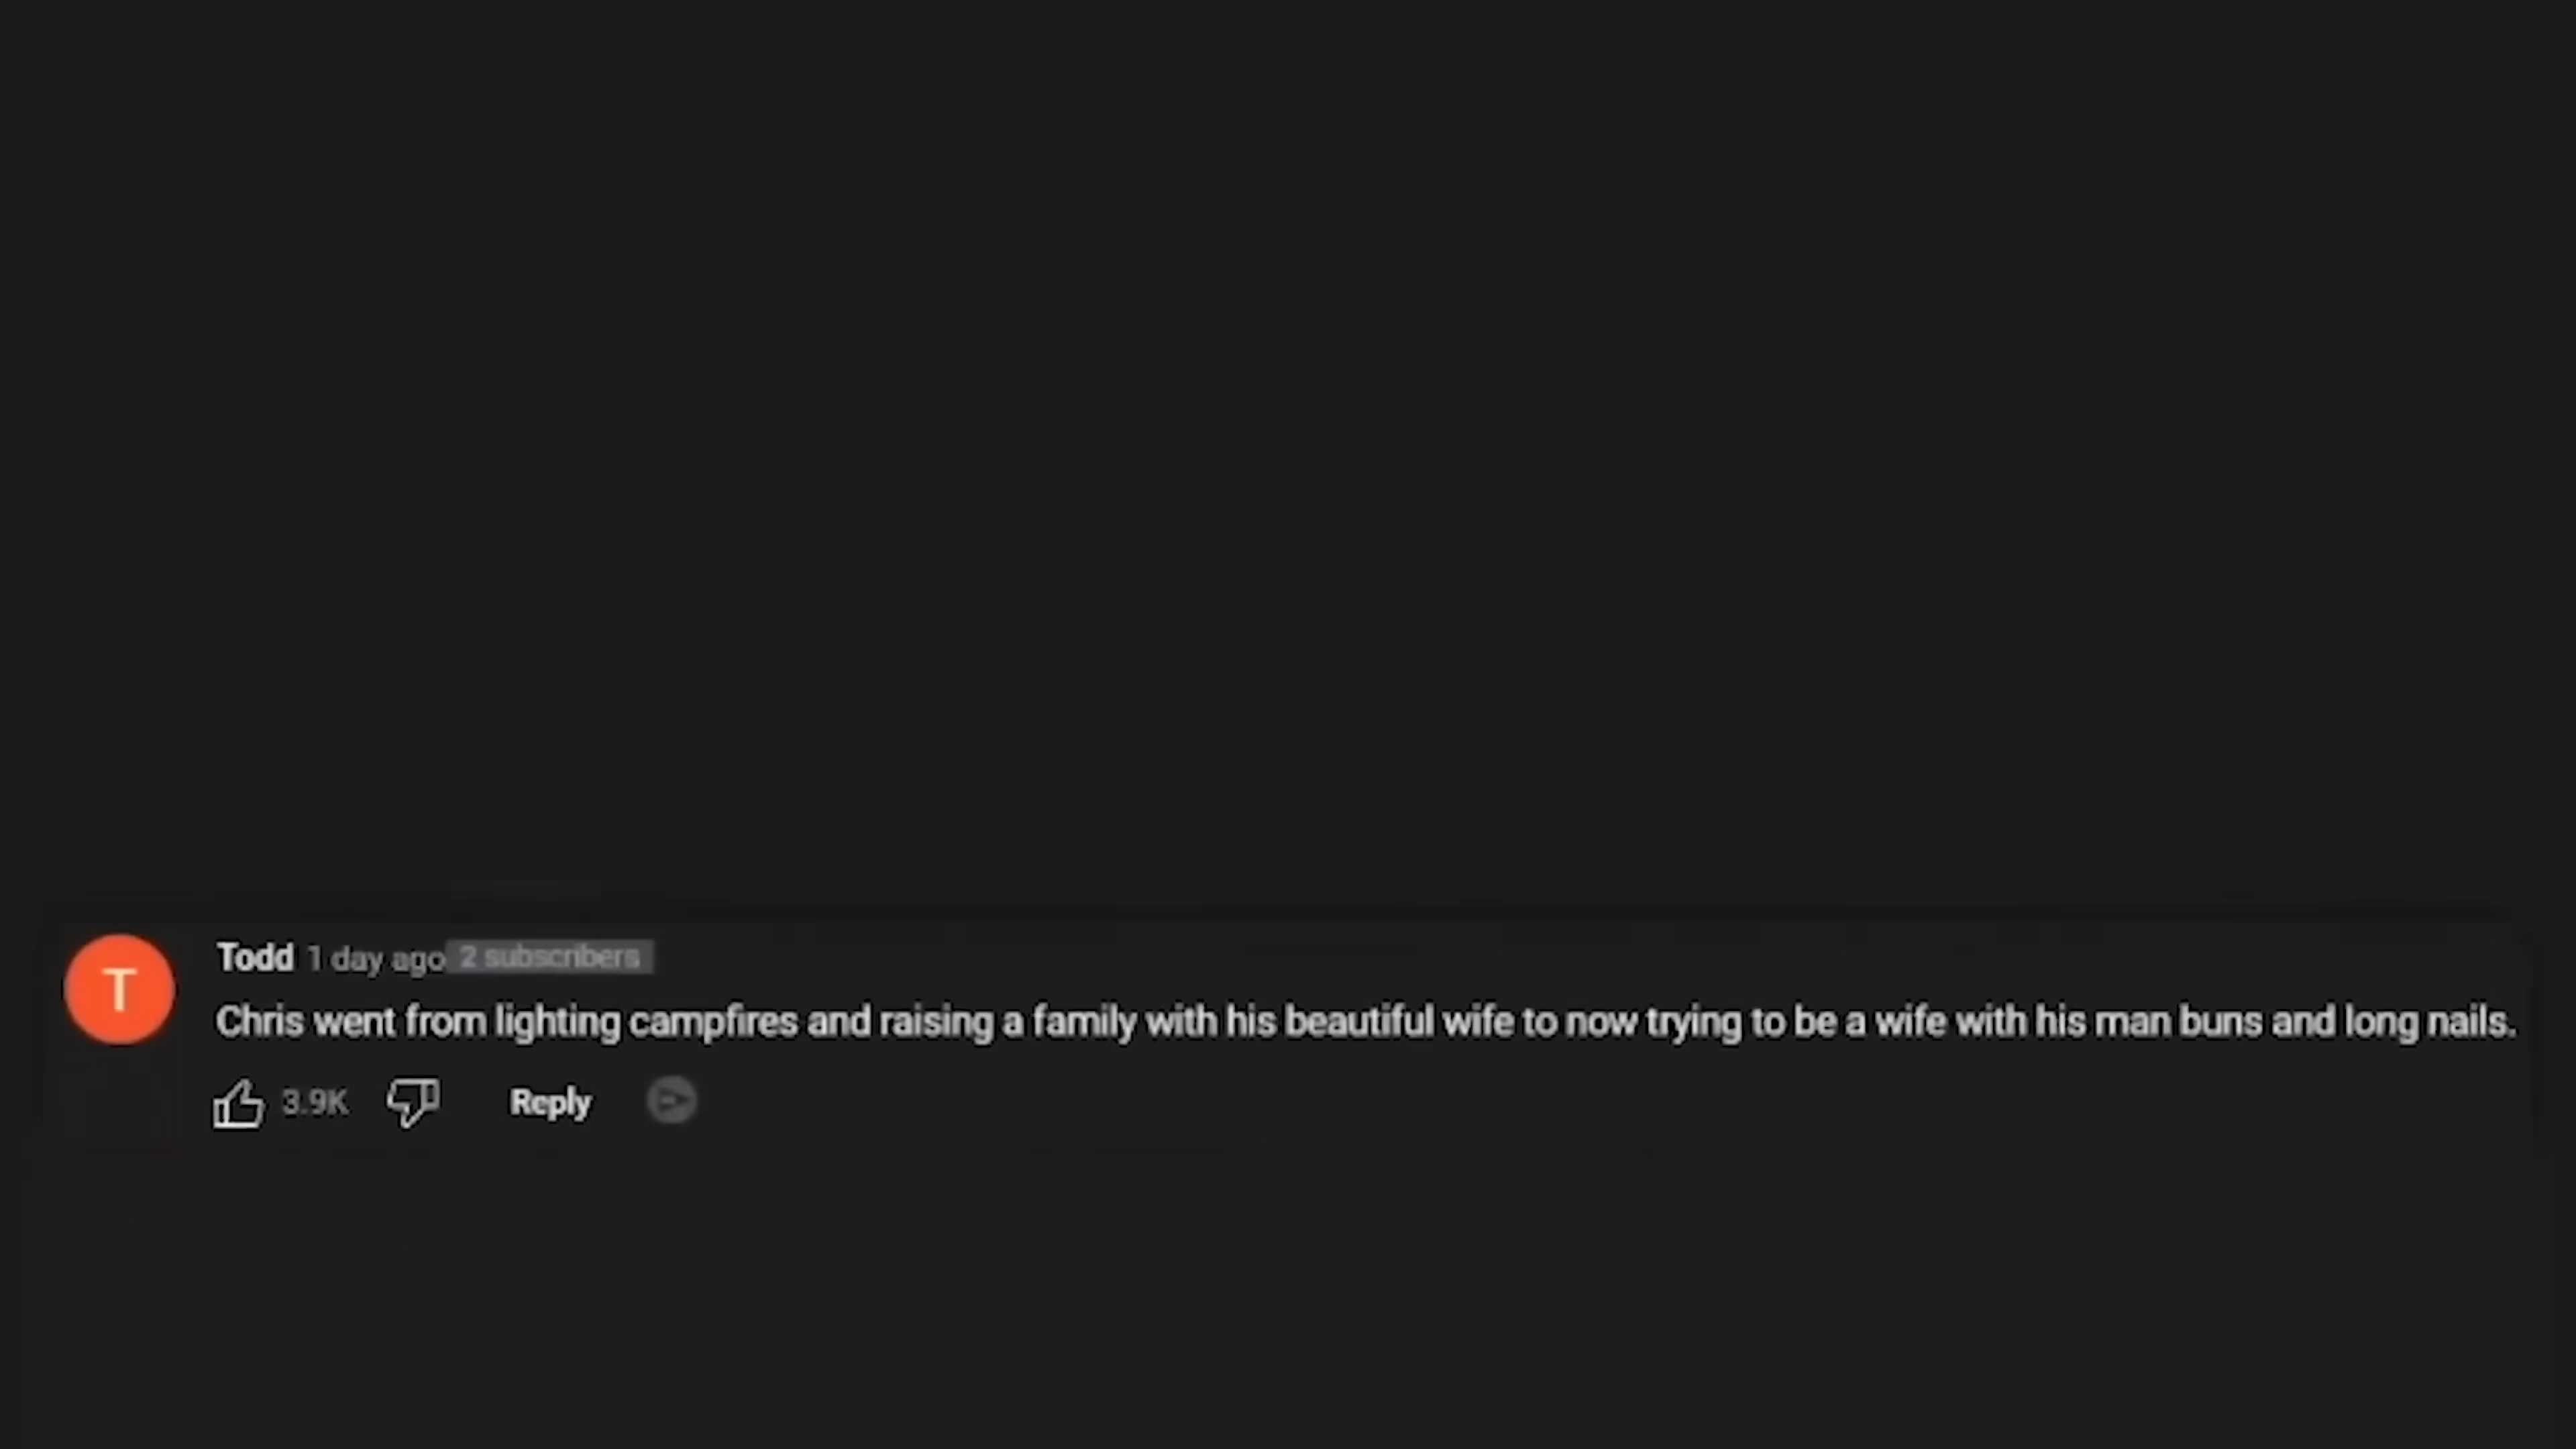 T
Todd 1 day ago 2 subscribers
Chris went from lighting campfires and raising a family with his beautiful wife to now trying to be a wife with his man buns and long nails.
3.9K Reply